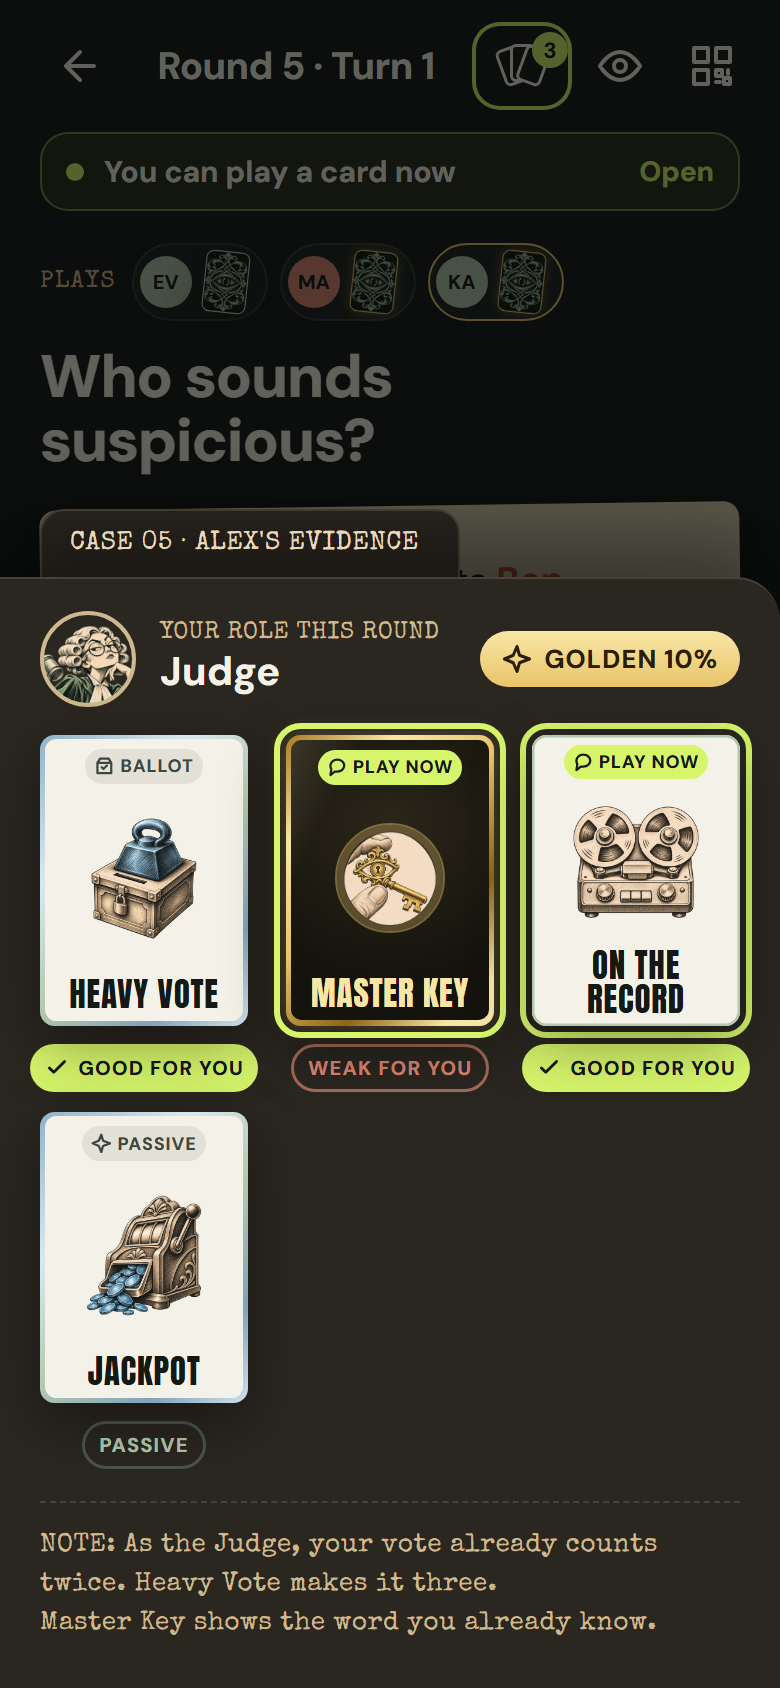 Round 5 · Turn 1
3
You can play a card now
Open
PLAYS
EV
MA
KA
Who sounds
suspicious?
CASE 05 · ALEX'S EVIDENCE
YOUR ROLE THIS ROUND
Judge
GOLDEN 10%
BALLOT
HEAVY VOTE
GOOD FOR YOU
PLAY NOW
MASTER KEY
WEAK FOR YOU
PLAY NOW
ON THE
RECORD
GOOD FOR YOU
PASSIVE
JACKPOT
PASSIVE
NOTE: As the Judge, your vote already counts
twice. Heavy Vote makes it three.
Master Key shows the word you already know.